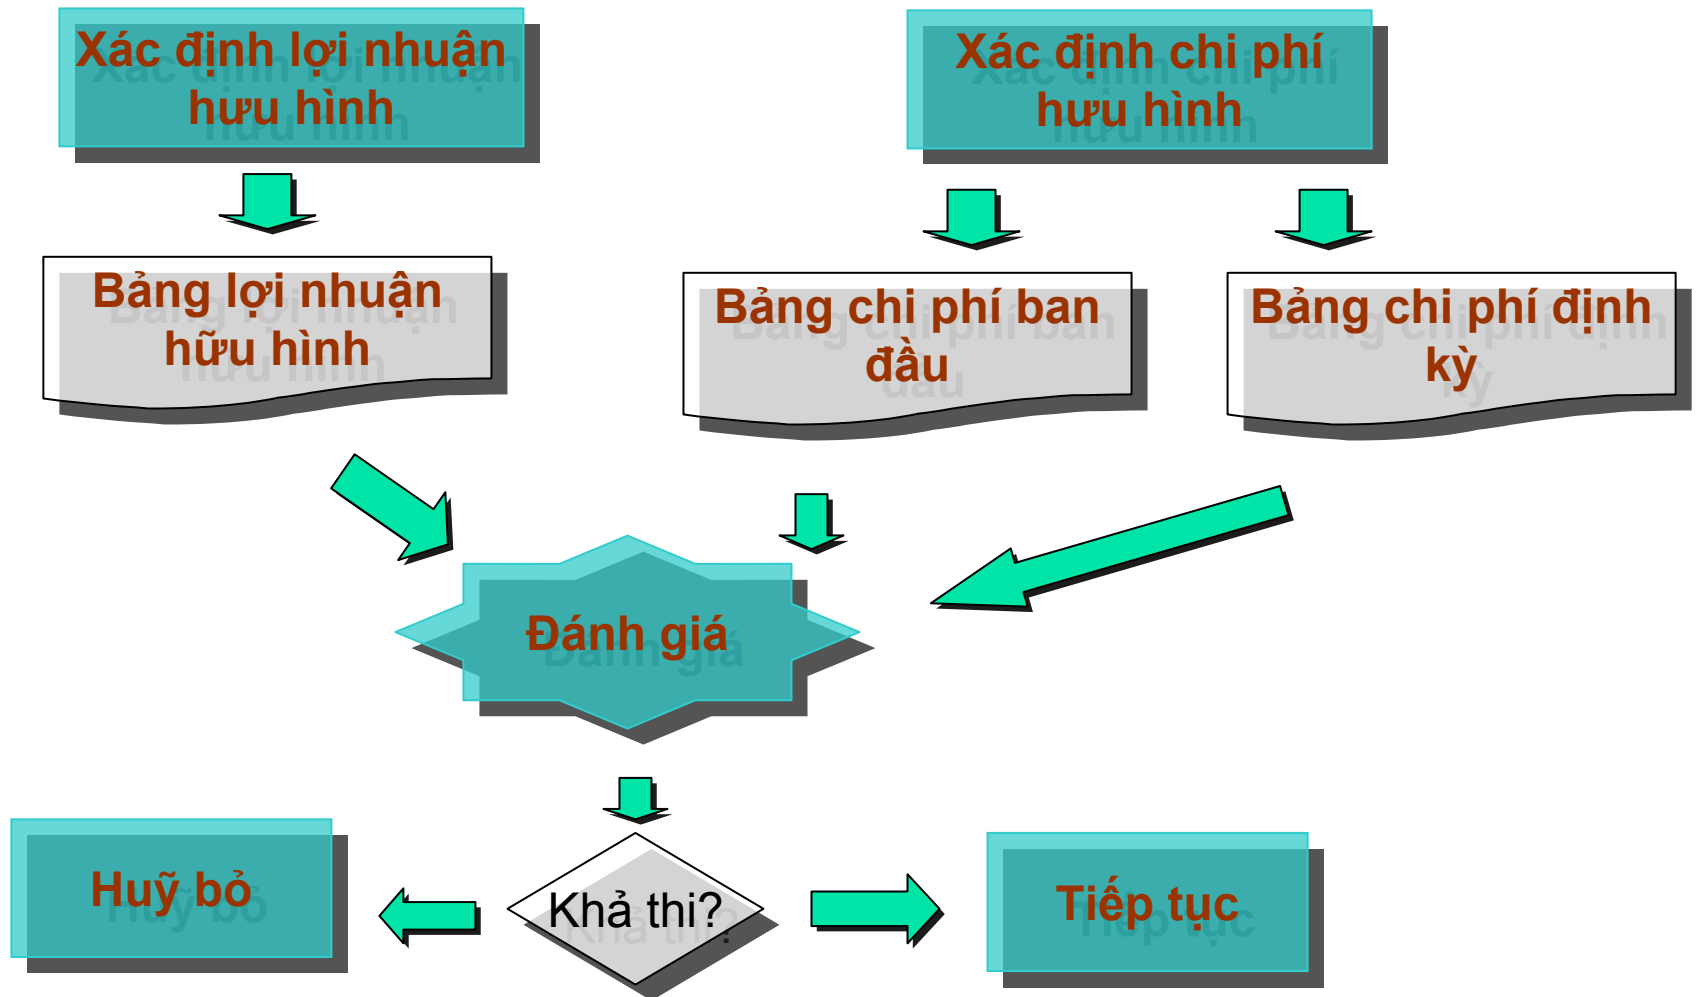 Xác định lợi nhuận
hưu hình
Xác định chi phí
hưu hình
Bảng lợi nhuận
hữu hình
Bảng chi phí ban
đầu
Bảng chi phí định
kỳ
Đánh giá
Huỹ bỏ
Khả thi?
Tiếp tục